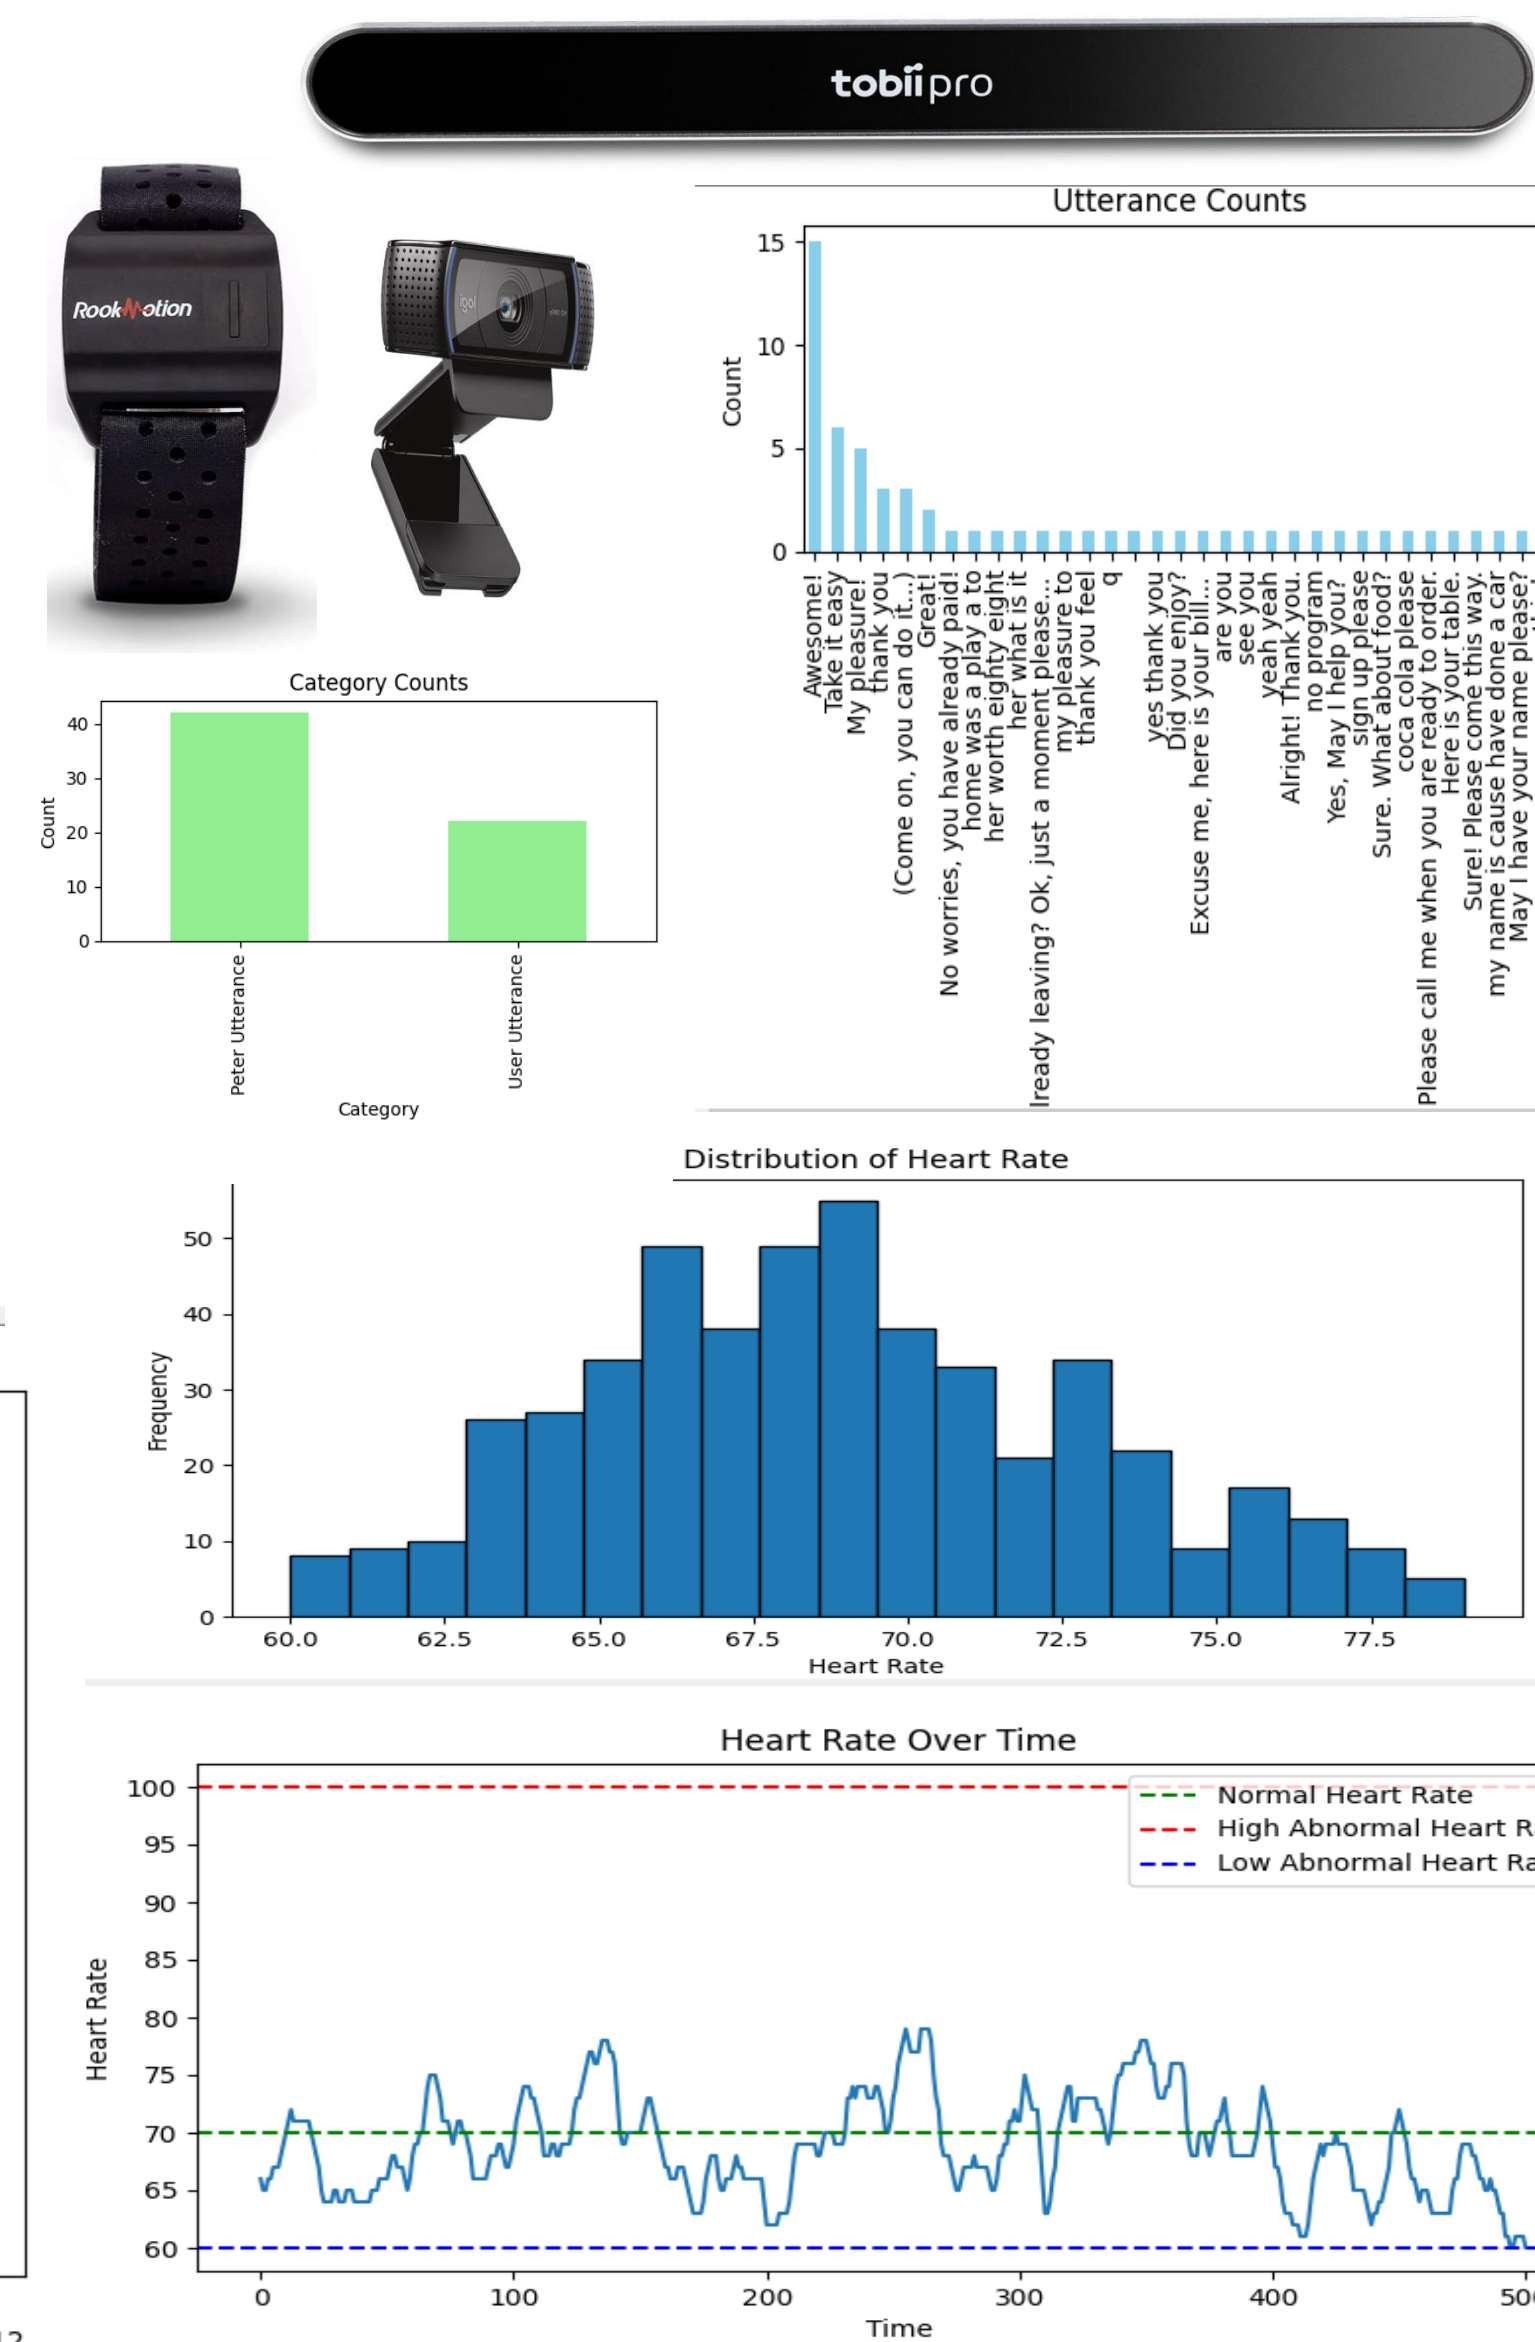 tobii pro
RookMotion
logi
Utterance Counts
15
10
5
0
Count
Awesome!
Take it easy
My pleasure!
thank you
(Come on, you can do it...)
Great!
No worries, you have already paid!
home was a play a to
her worth eighty eight
her what is it
lready leaving? Ok, just a moment please...
my pleasure to
thank you feel
q
yes thank you
Did you enjoy?
Excuse me, here is your bill...
are you
see you
yeah yeah
Alright! Thank you.
no program
Yes, May I help you?
sign up please
Sure. What about food?
coca cola please
Please call me when you are ready to order.
Here is your table.
Sure! Please come this way.
my name is cause have done a car
May I have your name please?
Category Counts
40
30
20
10
0
Count
Peter Utterance
User Utterance
Category
Distribution of Heart Rate
50
40
30
20
10
0
Frequency
60.0 62.5 65.0 67.5 70.0 72.5 75.0 77.5
Heart Rate
Heart Rate Over Time
100
95
90
85
80
75
70
65
60
Heart Rate
Normal Heart Rate
High Abnormal Heart R
Low Abnormal Heart Ra
0 100 200 300 400 500
Time
12